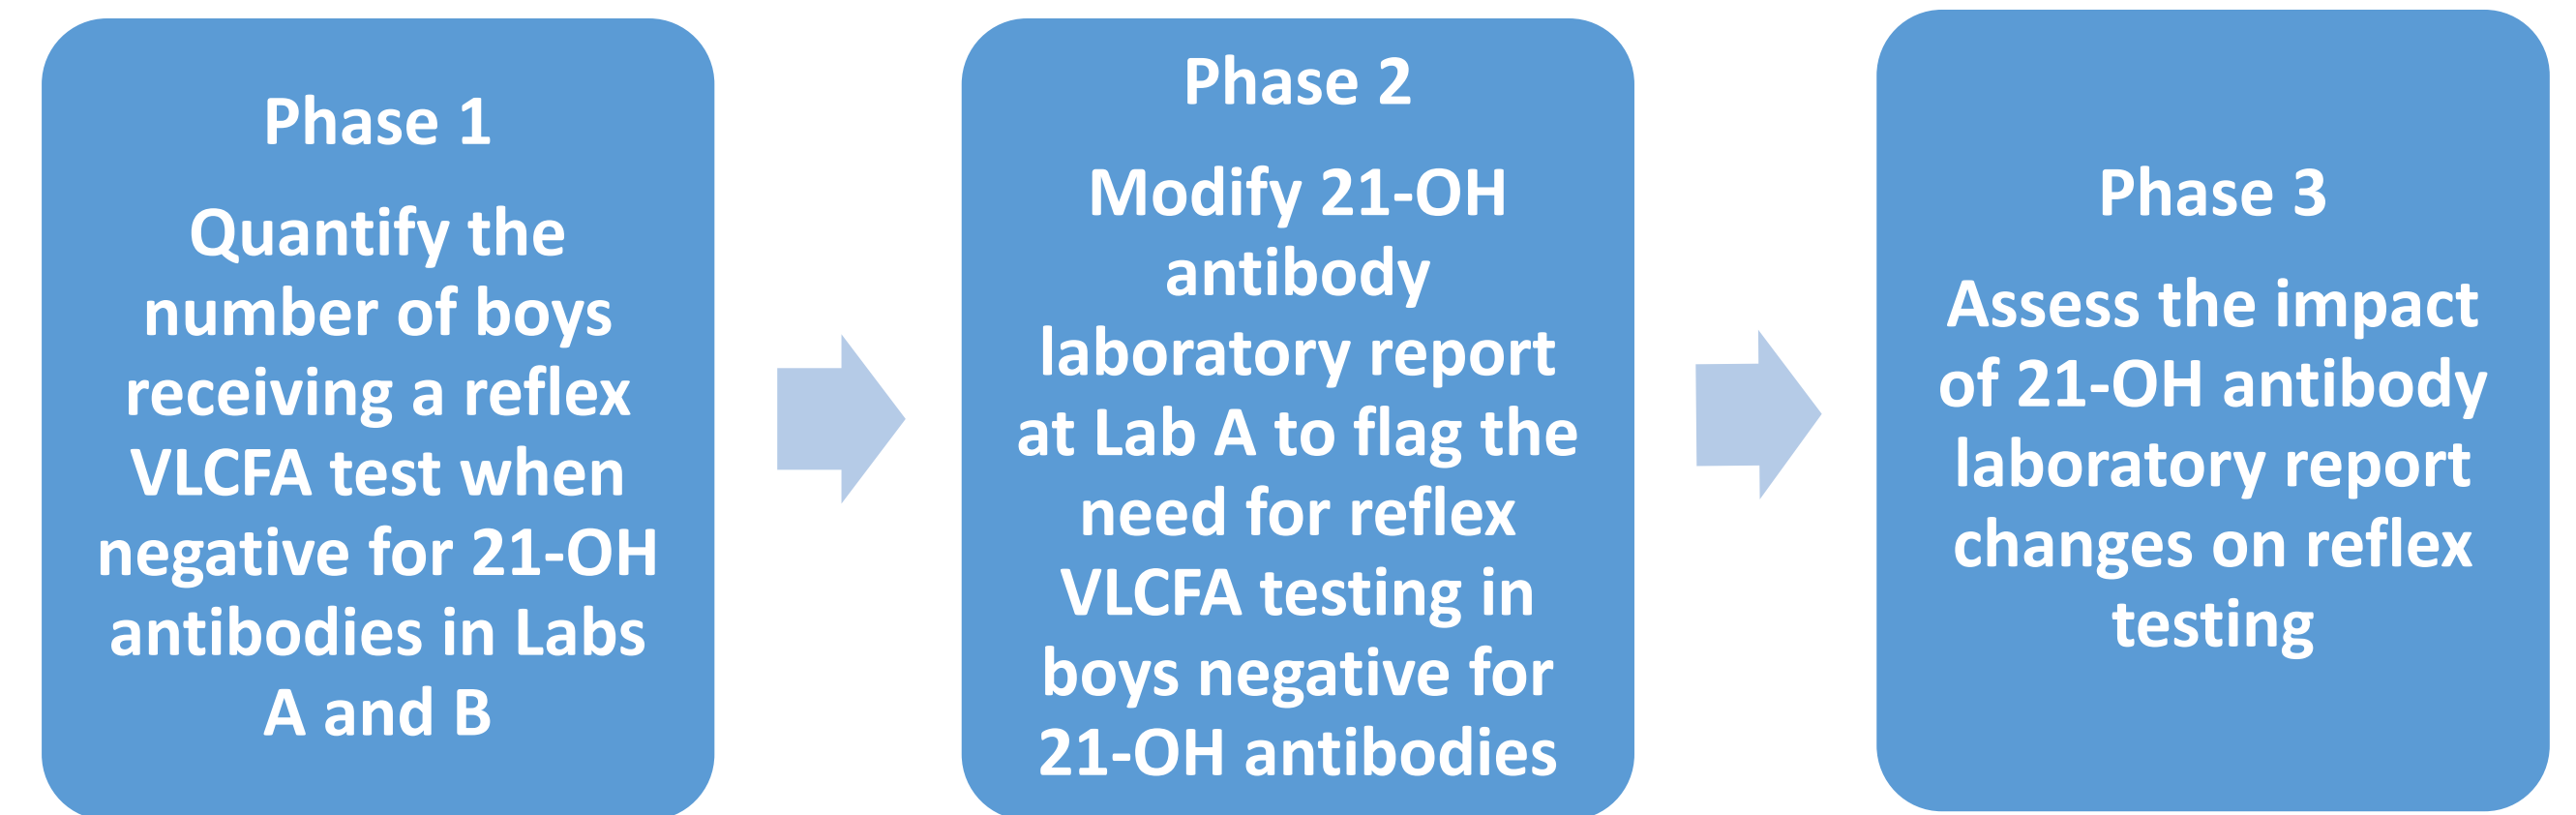 Phase 1
Quantify the
number of boys
receiving a reflex
VLCFA test when
negative for 21-OH
antibodies in Labs
A and B
Phase 2
Modify 21-OH
antibody
laboratory report
at Lab A to flag the
need for reflex
VLCFA testing in
boys negative for
21-OH antibodies
Phase 3
Assess the impact
of 21-OH antibody
laboratory report
changes on reflex
testing